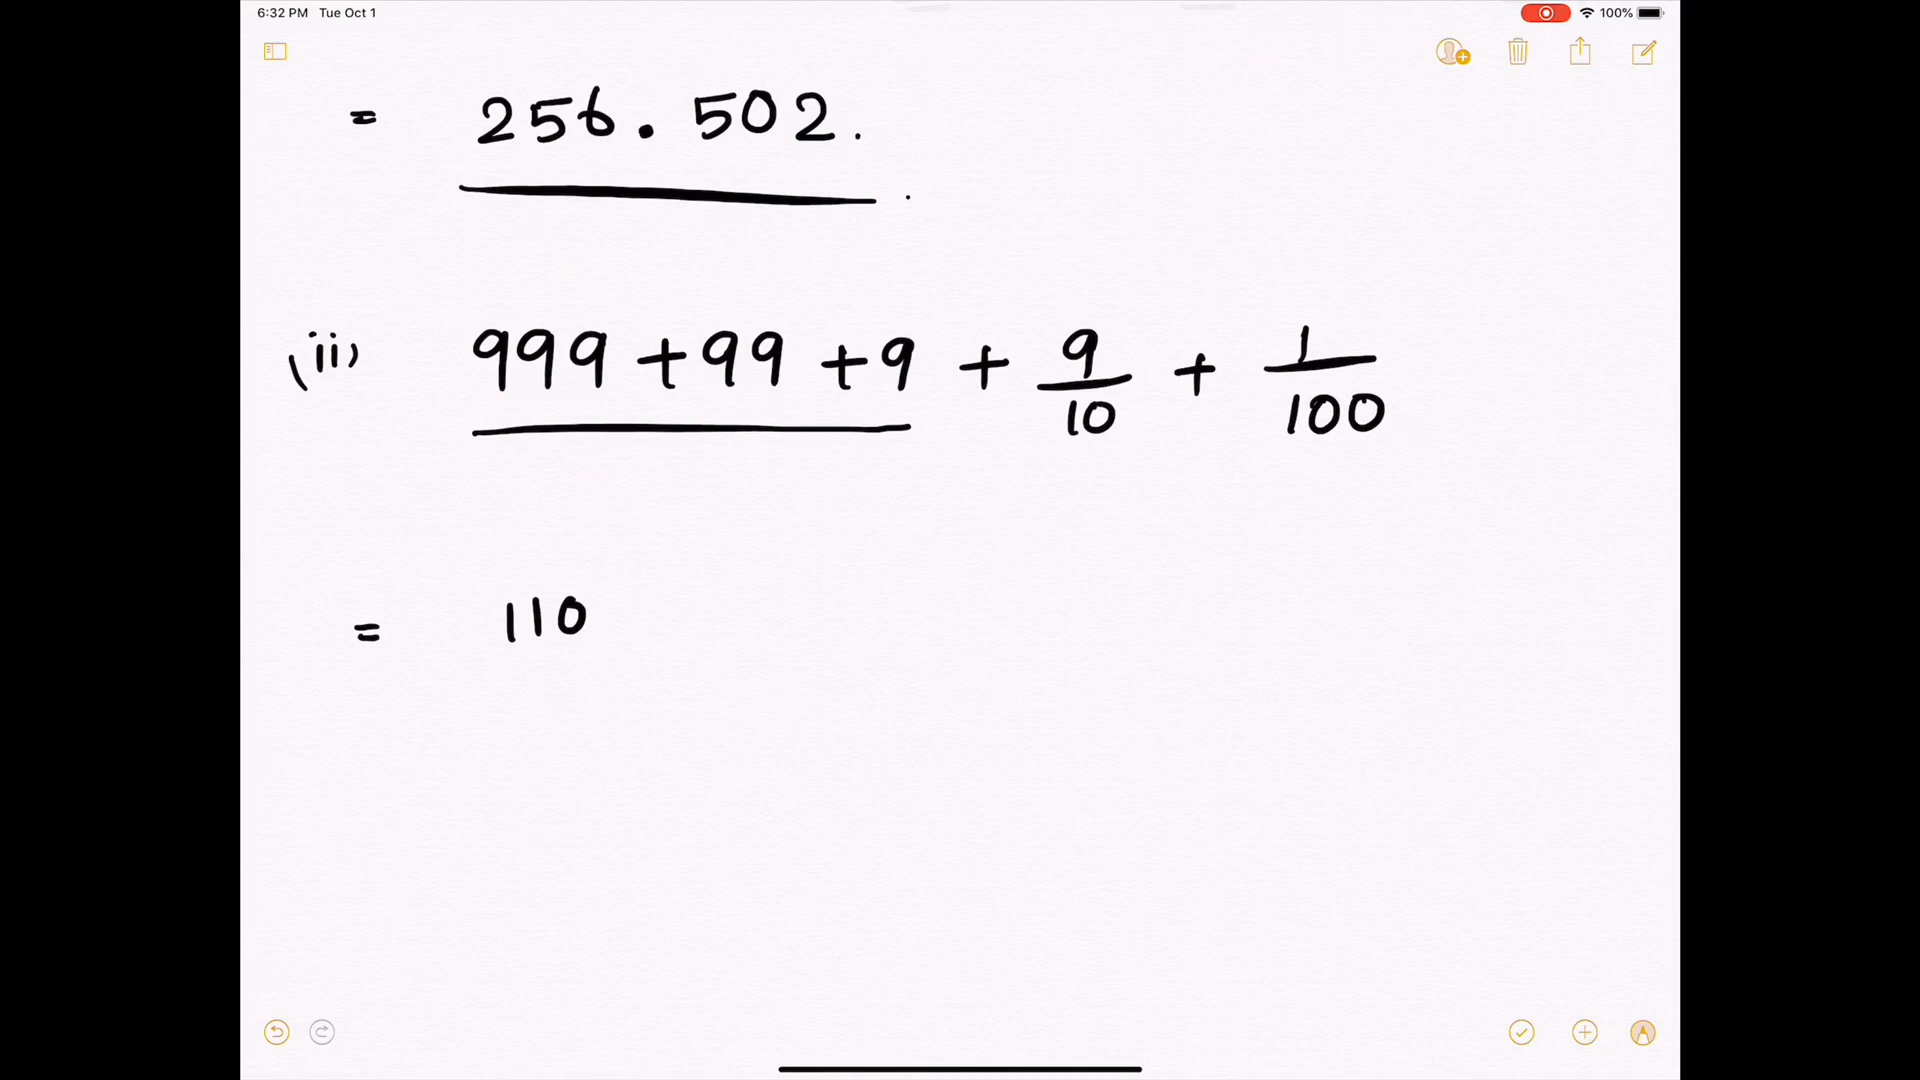 6:32 PM Tue Oct 1 100%
= 256.502.
(ii) 999 + 99 + 9 + 9/10 + 1/100
= 110